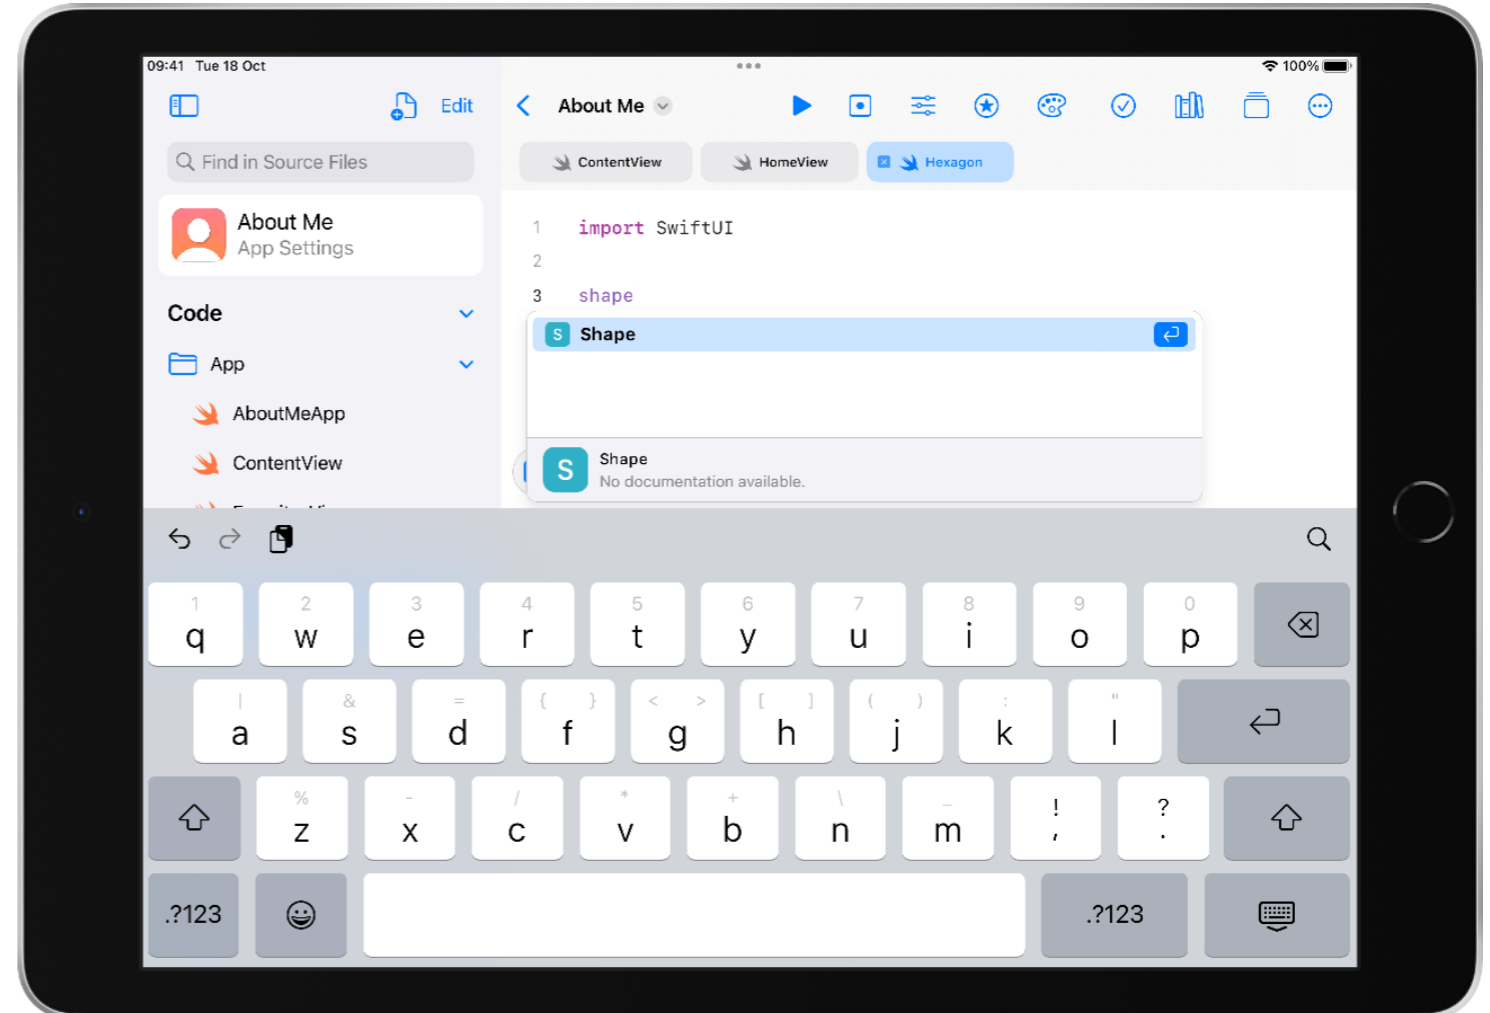 09:41 Tue 18 Oct
100%
Edit
About Me
Find in Source Files
ContentView
HomeView
Hexagon
About Me
App Settings
Code
App
AboutMeApp
ContentView
1 import SwiftUI
2
3 shape
S Shape
S Shape
No documentation available.
1 2 3 4 5 6 7 8 9 0
q w e r t y u i o p
| & = { } < > [ ] ( ) : "
a s d f g h j k l
% - / * + \ _ ! ?
z x c v b n m , .
.?123 .?123